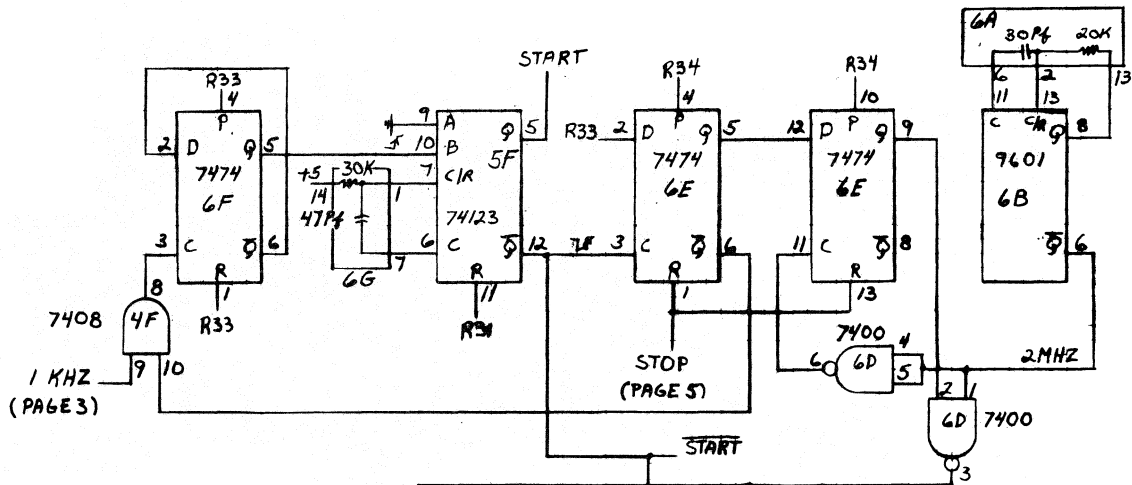 6A
30Pf
20K
6
2
13
START
R33
4
R34
4
R34
10
11
13
C
C/R
Q
8
P
2
D
Q
5
7474
6F
3
C
Q
6
R
1
R33
9
A
10
B
Q
5
5F
7
C/R
74123
6
C
Q
12
R
11
+5
30K
14
1
47Pf
7
6G
R33
2
D
P
Q
5
7474
6E
3
C
Q
6
R
1
12
D
P
Q
9
7474
6E
11
C
Q
8
R
13
9601
6B
Q
6
8
7408
4F
9
10
1 KHZ
(PAGE 3)
STOP
(PAGE 5)
7400
6
6D
4
5
2MHZ
2
1
6D
7400
3
START